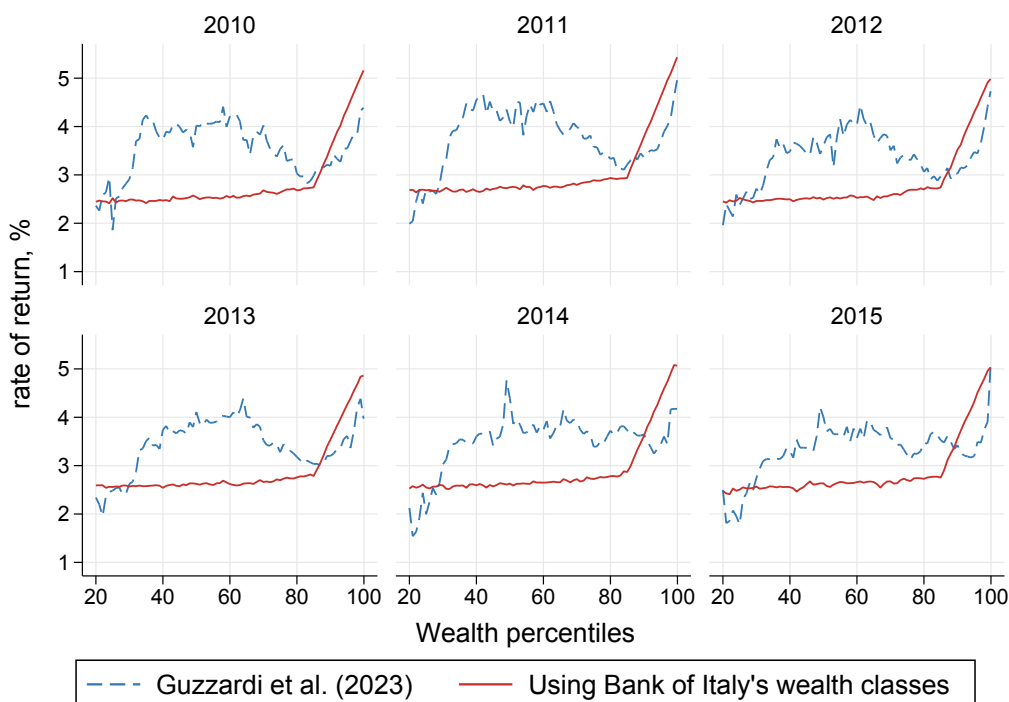 2010 2011 2012
5
4
3
2
1
2013 2014 2015
5
4
3
2
1
rate of return, %
20 40 60 80 100 20 40 60 80 100 20 40 60 80 100
Wealth percentiles
Guzzardi et al. (2023) Using Bank of Italy's wealth classes